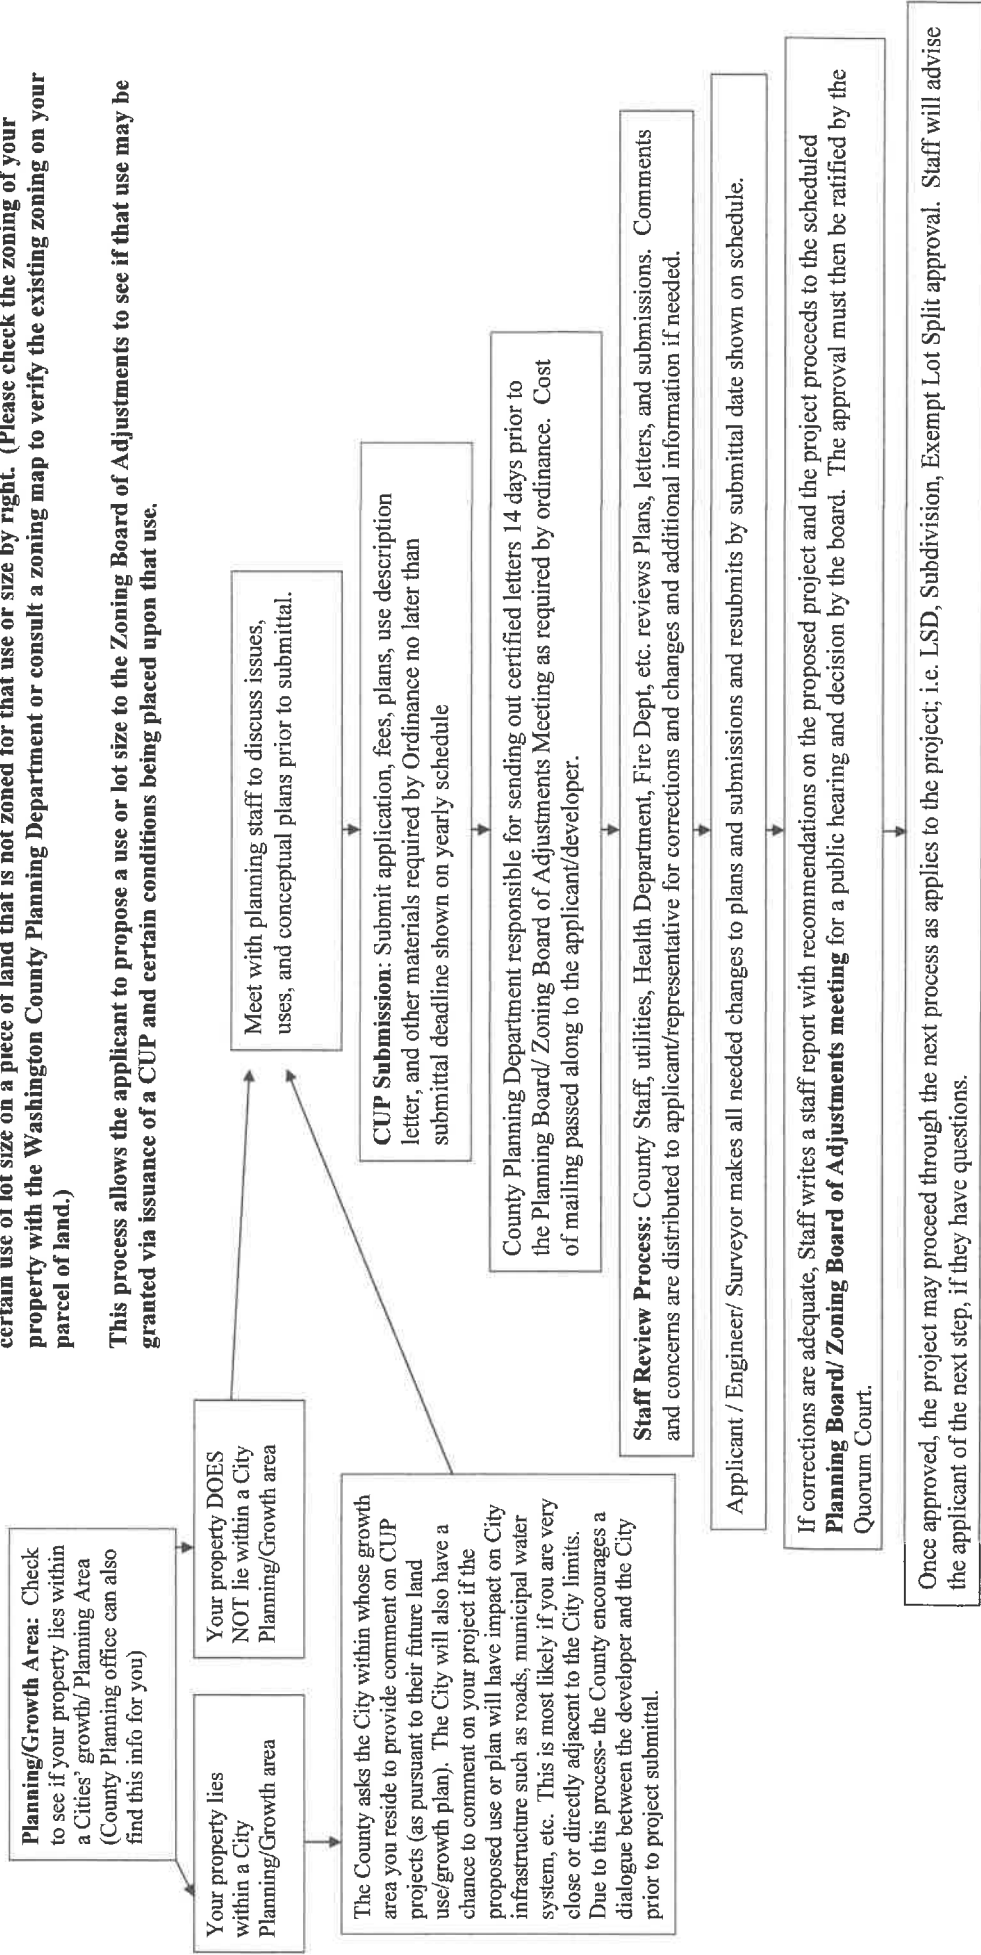 certain use or lot size on a piece of land that is not zoned for that use or size by right. (Please check the zoning of your
property with the Washington County Planning Department or consult a zoning map to verify the existing zoning on your
parcel of land.)
This process allows the applicant to propose a use or lot size to the Zoning Board of Adjustments to see if that use may be
granted via issuance of a CUP and certain conditions being placed upon that use.
Planning/Growth Area: Check
to see if your property lies within
a Cities' growth/ Planning Area
(County Planning office can also
find this info for you)
Your property lies
within a City
Planning/Growth area
Your property DOES
NOT lie within a City
Planning/Growth area
The County asks the City within whose growth
area you reside to provide comment on CUP
projects (as pursuant to their future land
use/growth plan). The City will also have a
chance to comment on your project if the
proposed use or plan will have impact on City
infrastructure such as roads, municipal water
system, etc. This is most likely if you are very
close or directly adjacent to the City limits.
Due to this process- the County encourages a
dialogue between the developer and the City
prior to project submittal.
Meet with planning staff to discuss issues,
uses, and conceptual plans prior to submittal.
CUP Submission: Submit application, fees, plans, use description
letter, and other materials required by Ordinance no later than
submittal deadline shown on yearly schedule
County Planning Department responsible for sending out certified letters 14 days prior to
the Planning Board/ Zoning Board of Adjustments Meeting as required by ordinance. Cost
of mailing passed along to the applicant/developer.
Staff Review Process: County Staff, utilities, Health Department, Fire Dept, etc. reviews Plans, letters, and submissions. Comments
and concerns are distributed to applicant/representative for corrections and changes and additional information if needed.
Applicant / Engineer/ Surveyor makes all needed changes to plans and submissions and resubmits by submittal date shown on schedule.
If corrections are adequate, Staff writes a staff report with recommendations on the proposed project and the project proceeds to the scheduled
Planning Board/ Zoning Board of Adjustments meeting for a public hearing and decision by the board. The approval must then be ratified by the
Quorum Court.
Once approved, the project may proceed through the next process as applies to the project; i.e. LSD, Subdivision, Exempt Lot Split approval. Staff will advise
the applicant of the next step, if they have questions.